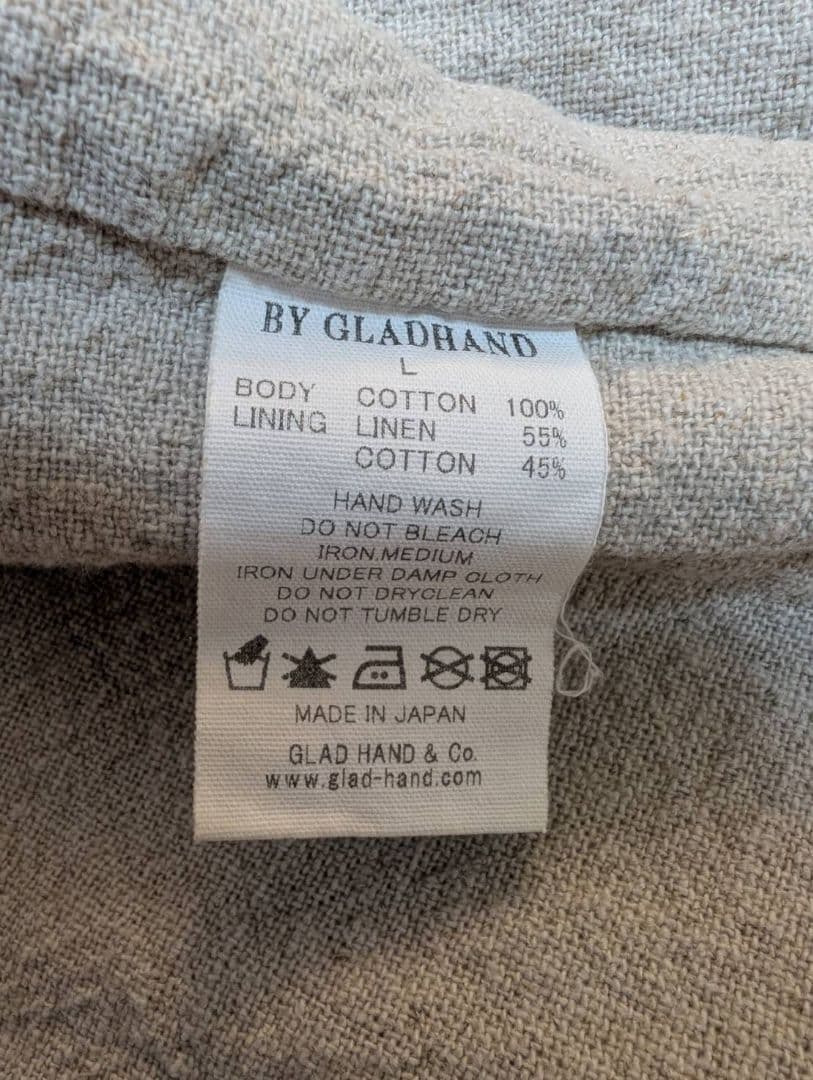 BY GLADHAND
L
BODY COTTON 100%
LINING LINEN 55%
COTTON 45%
HAND WASH
DO NOT BLEACH
IRON MEDIUM
IRON UNDER DAMP CLOTH
DO NOT DRYCLEAN
DO NOT TUMBLE DRY
MADE IN JAPAN
GLAD HAND & Co.
www.glad-hand.com